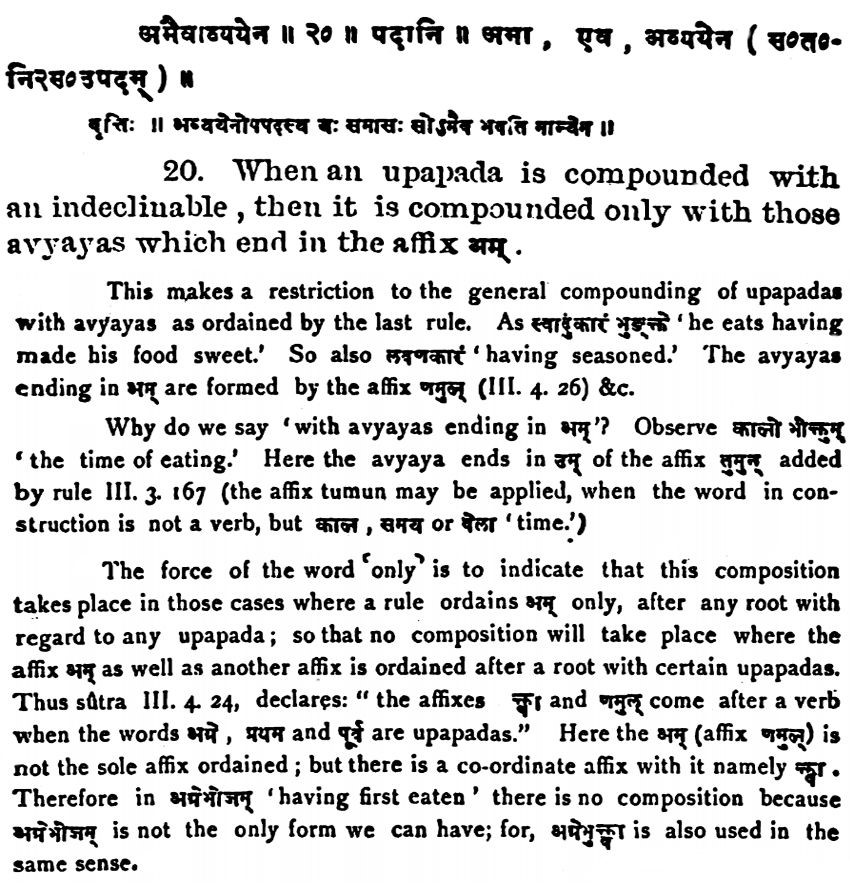 अमैवाव्ययेन ॥ २० ॥ पदानि ॥ अमा , एव , अव्ययेन ( स०त०-
नि२स०उपदम् ) ॥
वृत्तिः ॥ अव्ययेनोपपदस्य यः समासः सोऽमैव भवति नान्येन ॥
20. When an upapada is compounded with
an indeclinable , then it is compounded only with those
avyayas which end in the affix अम् .
This makes a restriction to the general compounding of upapadas
with avyayas as ordained by the last rule. As स्वादुंकारं भुङ्क्ते ' he eats having
made his food sweet.' So also लवणकारं ' having seasoned.' The avyayas
ending in अम् are formed by the affix णमुल् (III. 4. 26) &c.
Why do we say ' with avyayas ending in अम् '? Observe कालो भोक्तुम्
' the time of eating.' Here the avyaya ends in उम् of the affix तुमुन् added
by rule III. 3. 167 (the affix tumun may be applied, when the word in con-
struction is not a verb, but काल , समय or वेला ' time.')
The force of the word 'only' is to indicate that this composition
takes place in those cases where a rule ordains अम् only, after any root with
regard to any upapada ; so that no composition will take place where the
affix अम् as well as another affix is ordained after a root with certain upapadas.
Thus sûtra III. 4. 24, declares: " the affixes क्त्वा and णमुल् come after a verb
when the words अग्रे , प्रथम and पूर्व are upapadas." Here the अम् (affix णमुल्) is
not the sole affix ordained ; but there is a co-ordinate affix with it namely क्त्वा .
Therefore in अग्रेभोजम् ' having first eaten ' there is no composition because
अग्रेभोजम् is not the only form we can have; for, अग्रेभुक्त्वा is also used in the
same sense.